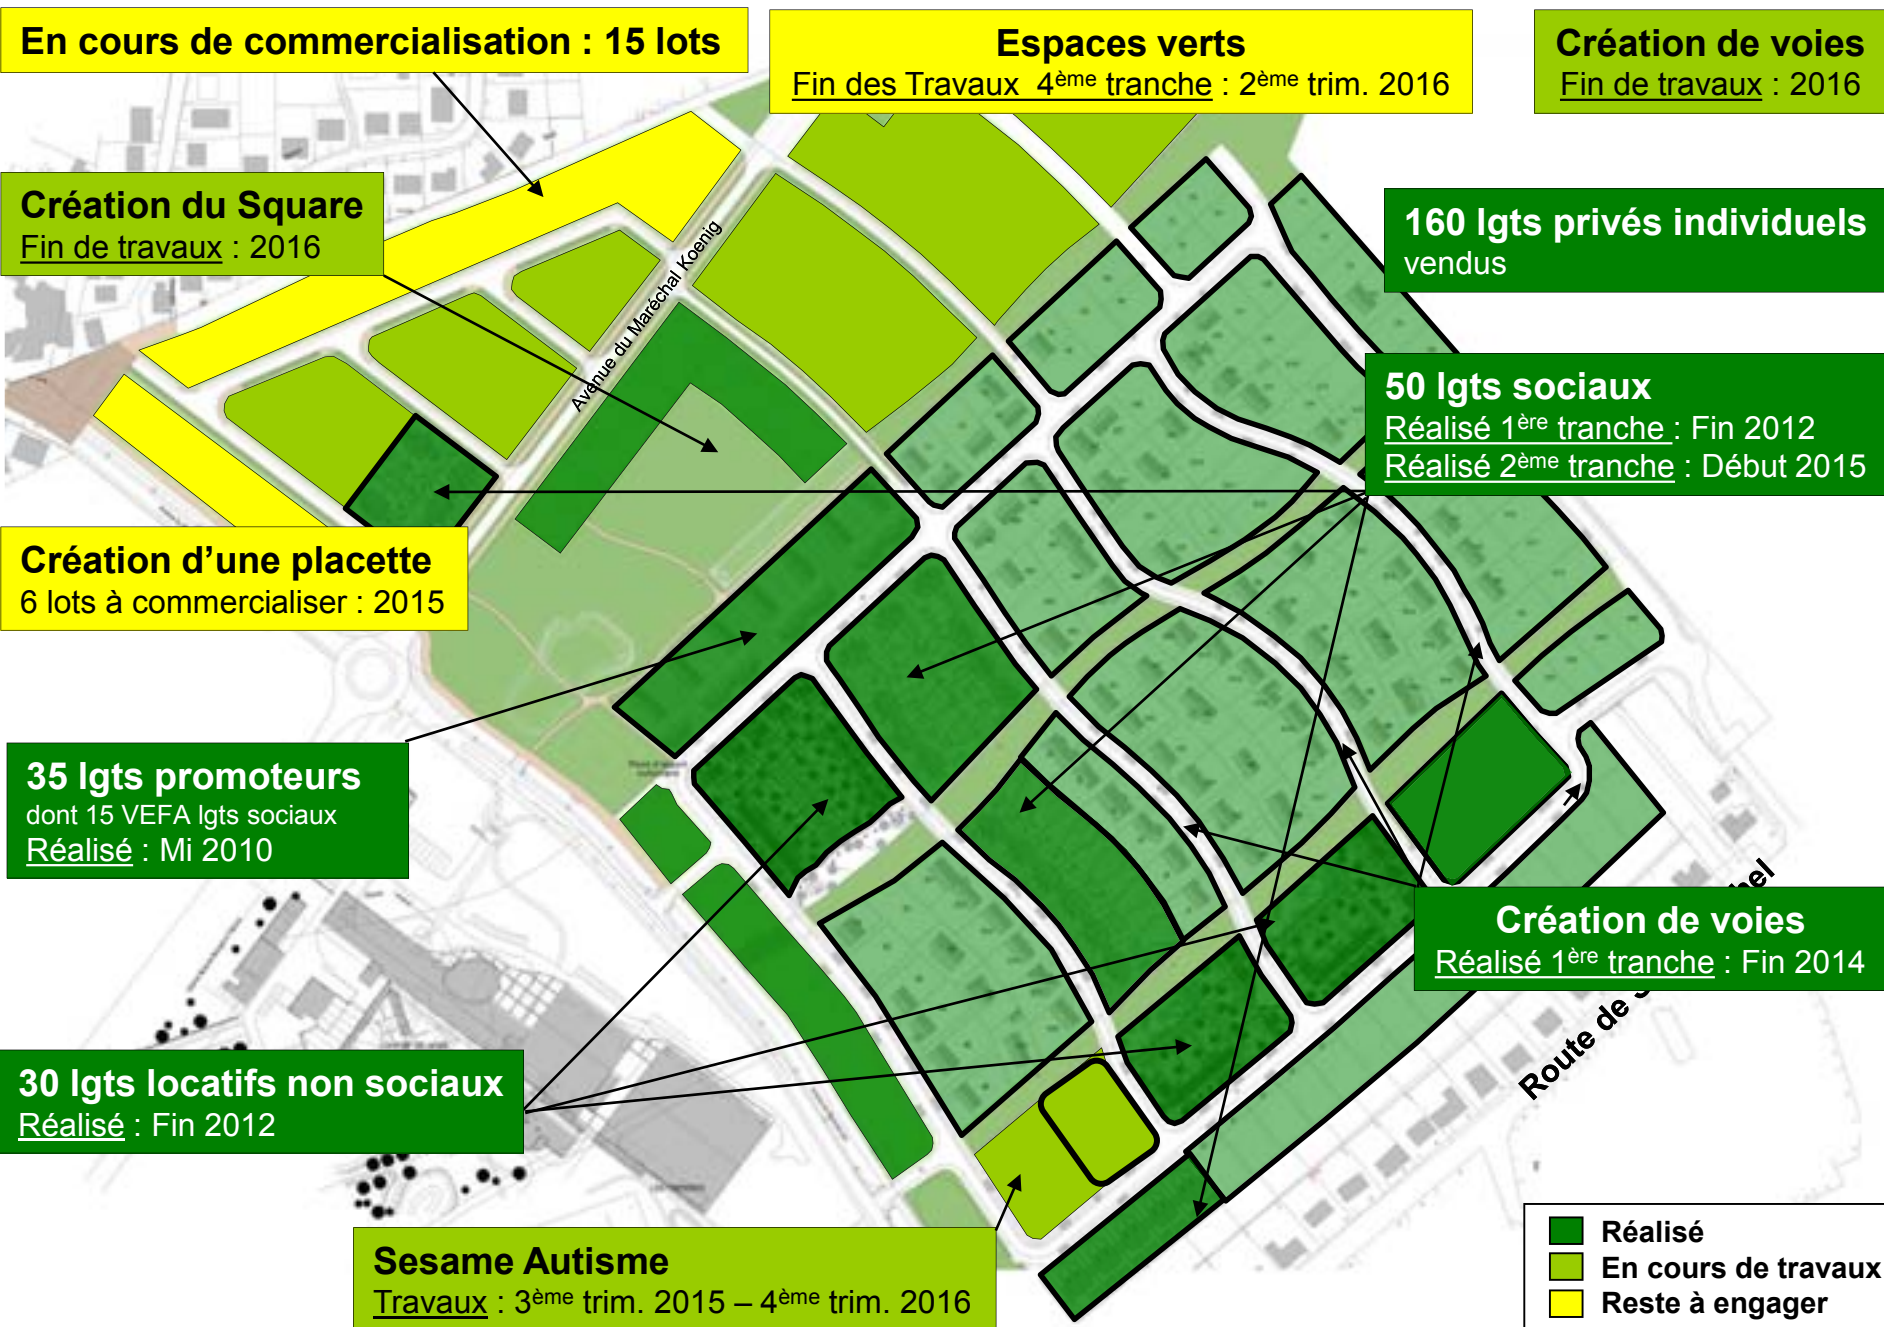 En cours de commercialisation : 15 lots
Espaces verts
Fin des Travaux 4ème tranche : 2ème trim. 2016
Création de voies
Fin de travaux : 2016
Création du Square
Fin de travaux : 2016
160 lgts privés individuels
vendus
Avenue du Maréchal Koenig
50 lgts sociaux
Réalisé 1ère tranche : Fin 2012
Réalisé 2ème tranche : Début 2015
Création d'une placette
6 lots à commercialiser : 2015
35 lgts promoteurs
dont 15 VEFA lgts sociaux
Réalisé : Mi 2010
Création de voies
Réalisé 1ère tranche : Fin 2014
Route de
30 lgts locatifs non sociaux
Réalisé : Fin 2012
Sesame Autisme
Travaux : 3ème trim. 2015 – 4ème trim. 2016
Réalisé
En cours de travaux
Reste à engager